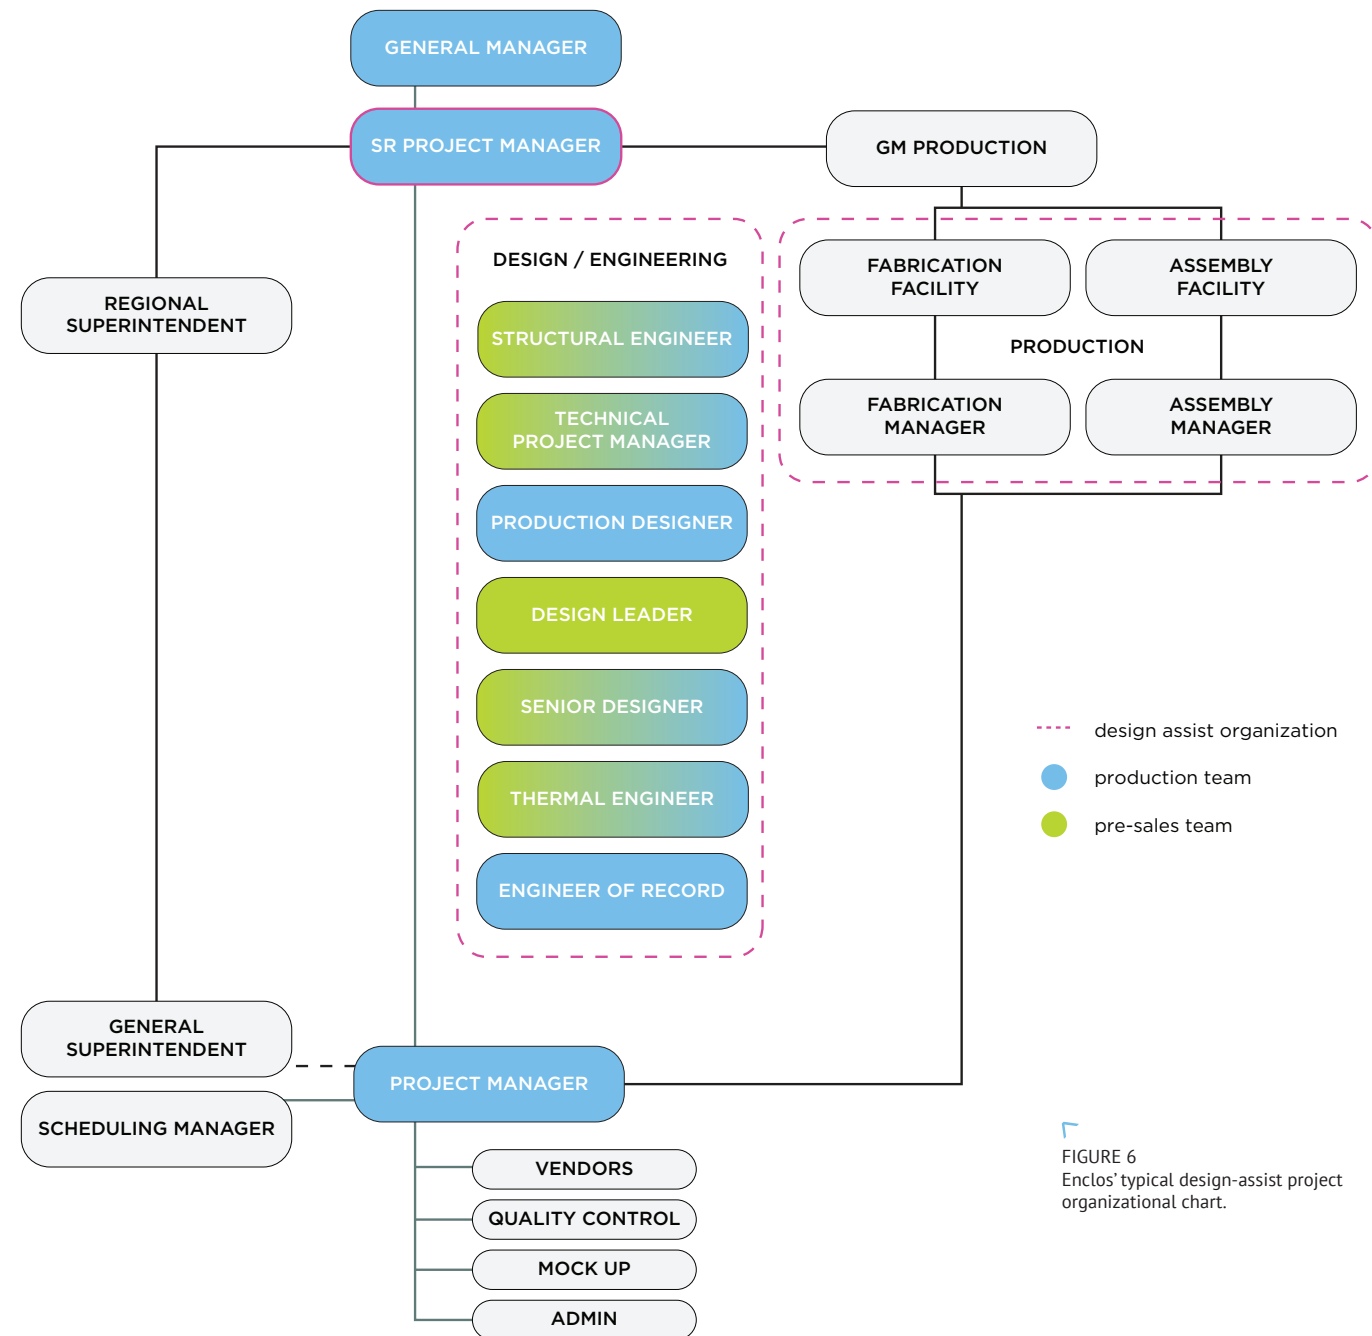 GENERAL MANAGER
SR PROJECT MANAGER
GM PRODUCTION
DESIGN / ENGINEERING
FABRICATION
FACILITY
ASSEMBLY
FACILITY
REGIONAL
SUPERINTENDENT
STRUCTURAL ENGINEER
PRODUCTION
TECHNICAL
PROJECT MANAGER
FABRICATION
MANAGER
ASSEMBLY
MANAGER
PRODUCTION DESIGNER
DESIGN LEADER
SENIOR DESIGNER
THERMAL ENGINEER
ENGINEER OF RECORD
design assist organization
production team
pre-sales team
GENERAL
SUPERINTENDENT
PROJECT MANAGER
SCHEDULING MANAGER
VENDORS
QUALITY CONTROL
MOCK UP
ADMIN
FIGURE 6
Enclos’ typical design-assist project
organizational chart.